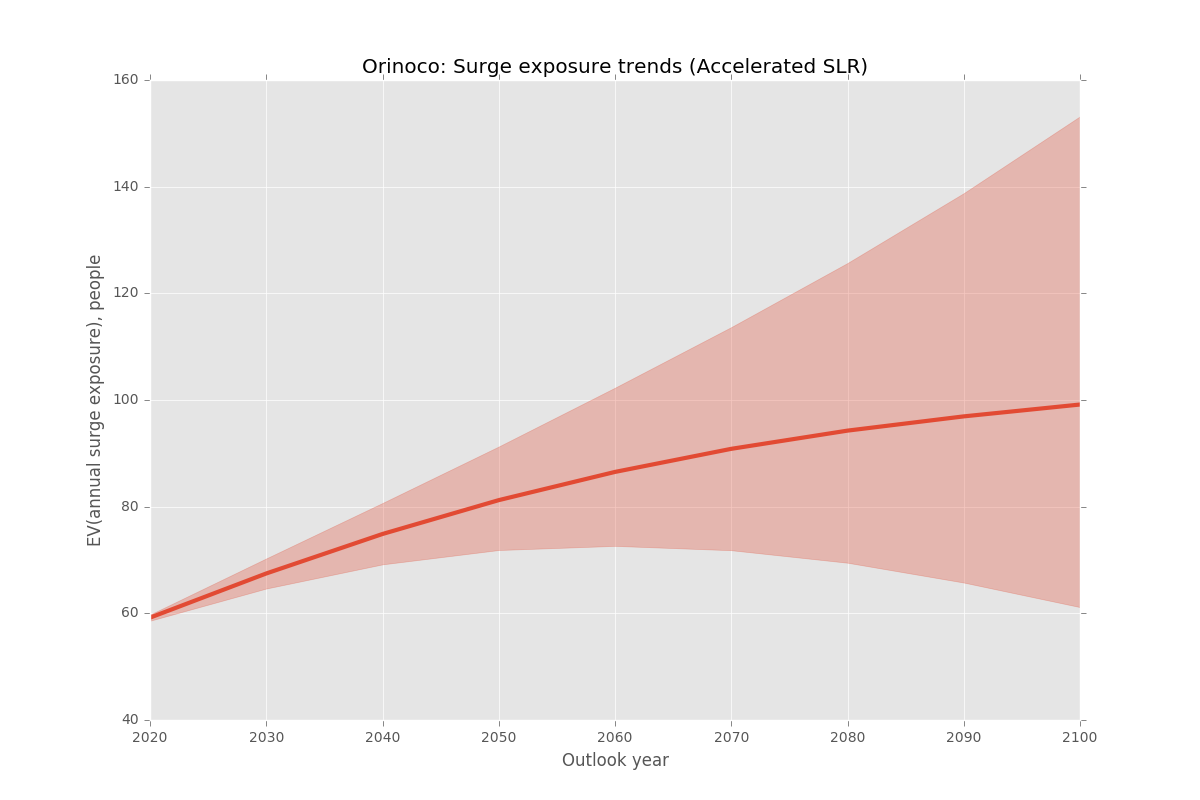 Orinoco: Surge exposure trends (Accelerated SLR)
EV(annual surge exposure), people
160
140
120
100
80
60
40
2020 2030 2040 2050 2060 2070 2080 2090 2100
Outlook year